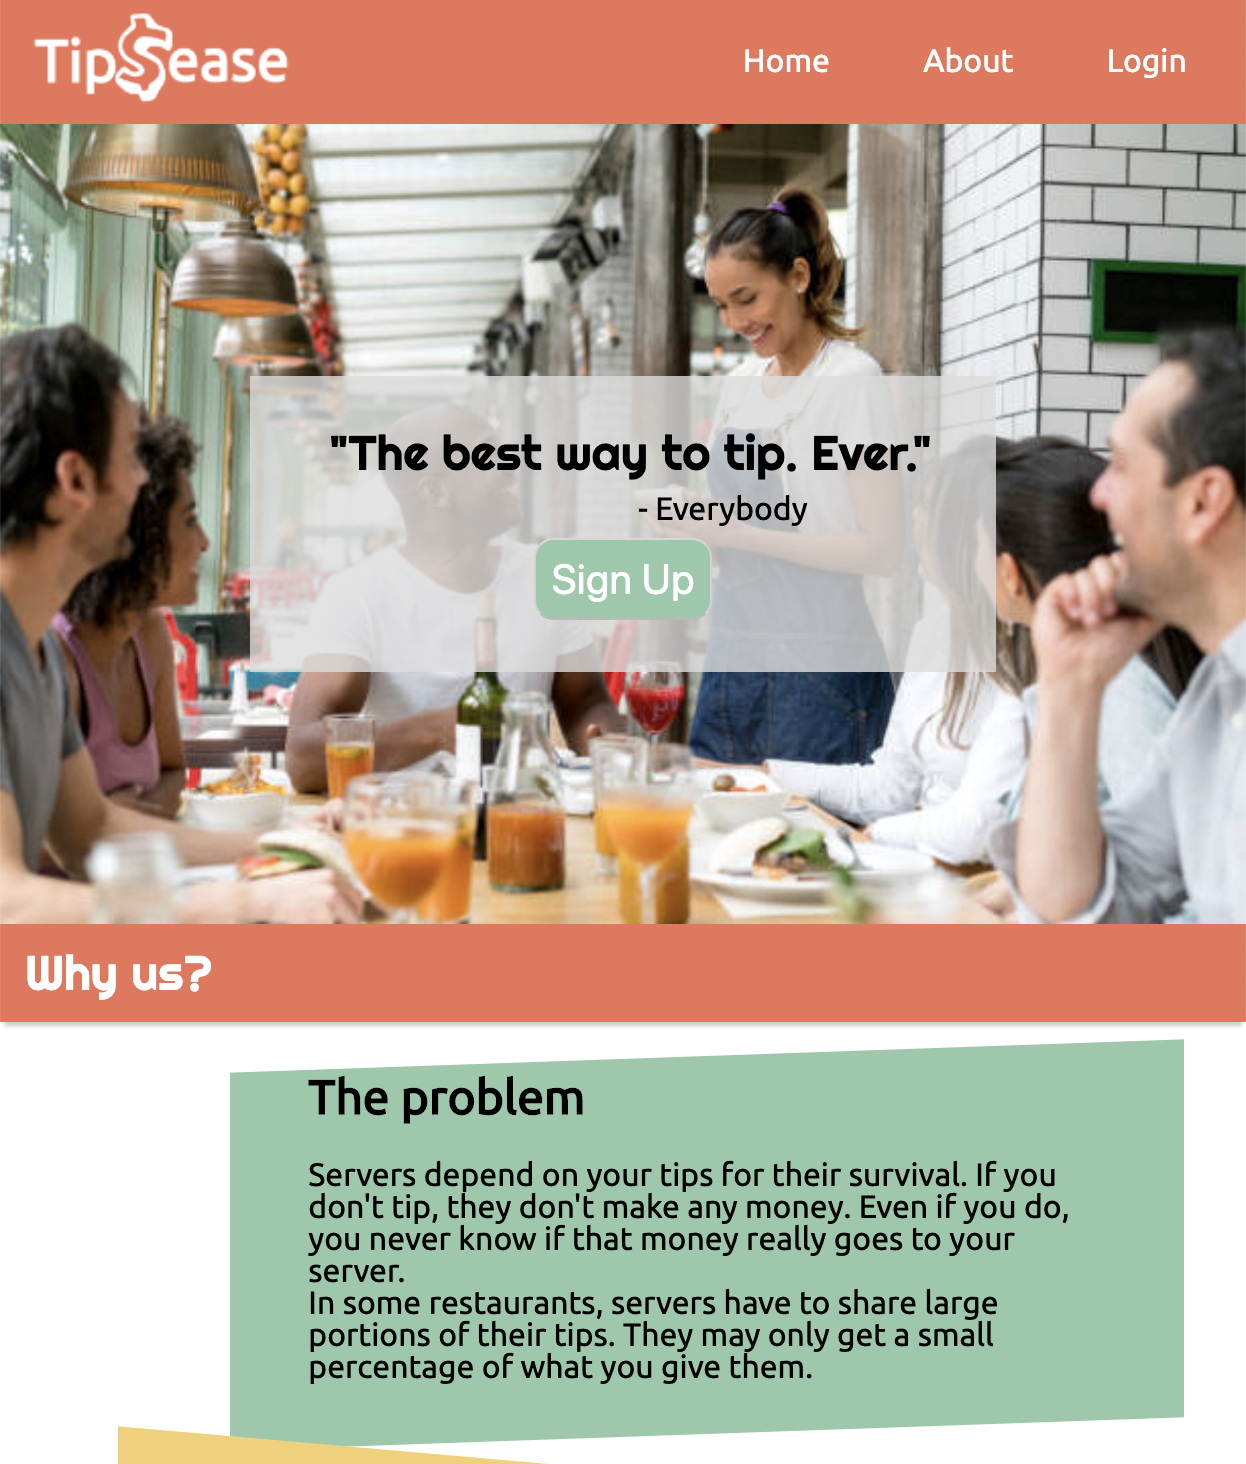 Tip$ease
Home About Login
"The best way to tip. Ever."
- Everybody
Sign Up
Why us?
The problem
Servers depend on your tips for their survival. If you
don't tip, they don't make any money. Even if you do,
you never know if that money really goes to your
server.
In some restaurants, servers have to share large
portions of their tips. They may only get a small
percentage of what you give them.